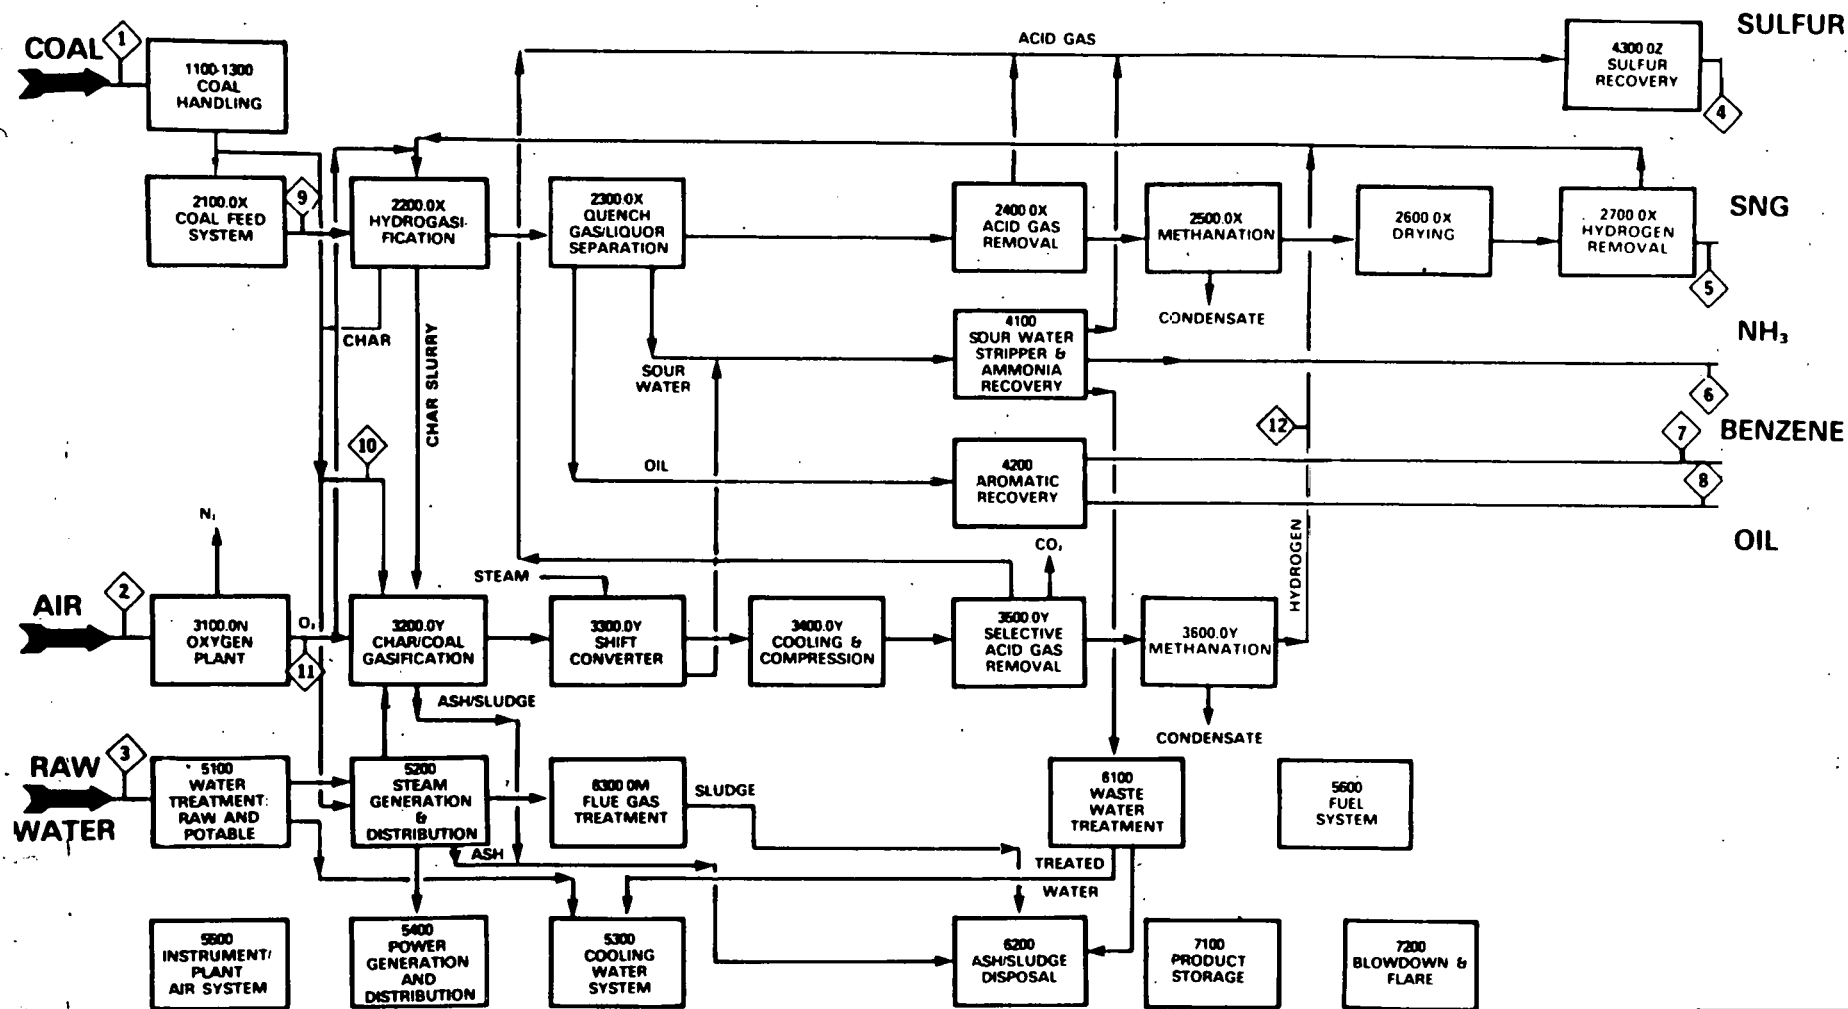 COAL
1
1100-1300
COAL
HANDLING
ACID GAS
4300 0Z
SULFUR
RECOVERY
SULFUR
4
2100.0X
COAL FEED
SYSTEM
9
2200.0X
HYDROGASI-
FICATION
2300.0X
QUENCH
GAS/LIQUOR
SEPARATION
2400 0X
ACID GAS
REMOVAL
2500.0X
METHANATION
2600 0X
DRYING
2700 0X
HYDROGEN
REMOVAL
SNG
5
CHAR
CHAR SLURRY
SOUR
WATER
4100
SOUR WATER
STRIPPER &
AMMONIA
RECOVERY
CONDENSATE
NH₃
6
10
OIL
4200
AROMATIC
RECOVERY
12
HYDROGEN
7
BENZENE
8
OIL
N₂
AIR
2
3100.0N
OXYGEN
PLANT
O₂
11
3200.0Y
CHAR/COAL
GASIFICATION
STEAM
3300.0Y
SHIFT
CONVERTER
3400.0Y
COOLING &
COMPRESSION
CO₂
3500.0Y
SELECTIVE
ACID GAS
REMOVAL
3600.0Y
METHANATION
CONDENSATE
ASH/SLUDGE
RAW
WATER
3
5100
WATER
TREATMENT:
RAW AND
POTABLE
5200
STEAM
GENERATION
&
DISTRIBUTION
6300 0M
FLUE GAS
TREATMENT
SLUDGE
6100
WASTE
WATER
TREATMENT
5600
FUEL
SYSTEM
ASH
TREATED
WATER
5500
INSTRUMENT/
PLANT
AIR SYSTEM
5400
POWER
GENERATION
AND
DISTRIBUTION
5300
COOLING
WATER
SYSTEM
6200
ASH/SLUDGE
DISPOSAL
7100
PRODUCT
STORAGE
7200
BLOWDOWN &
FLARE